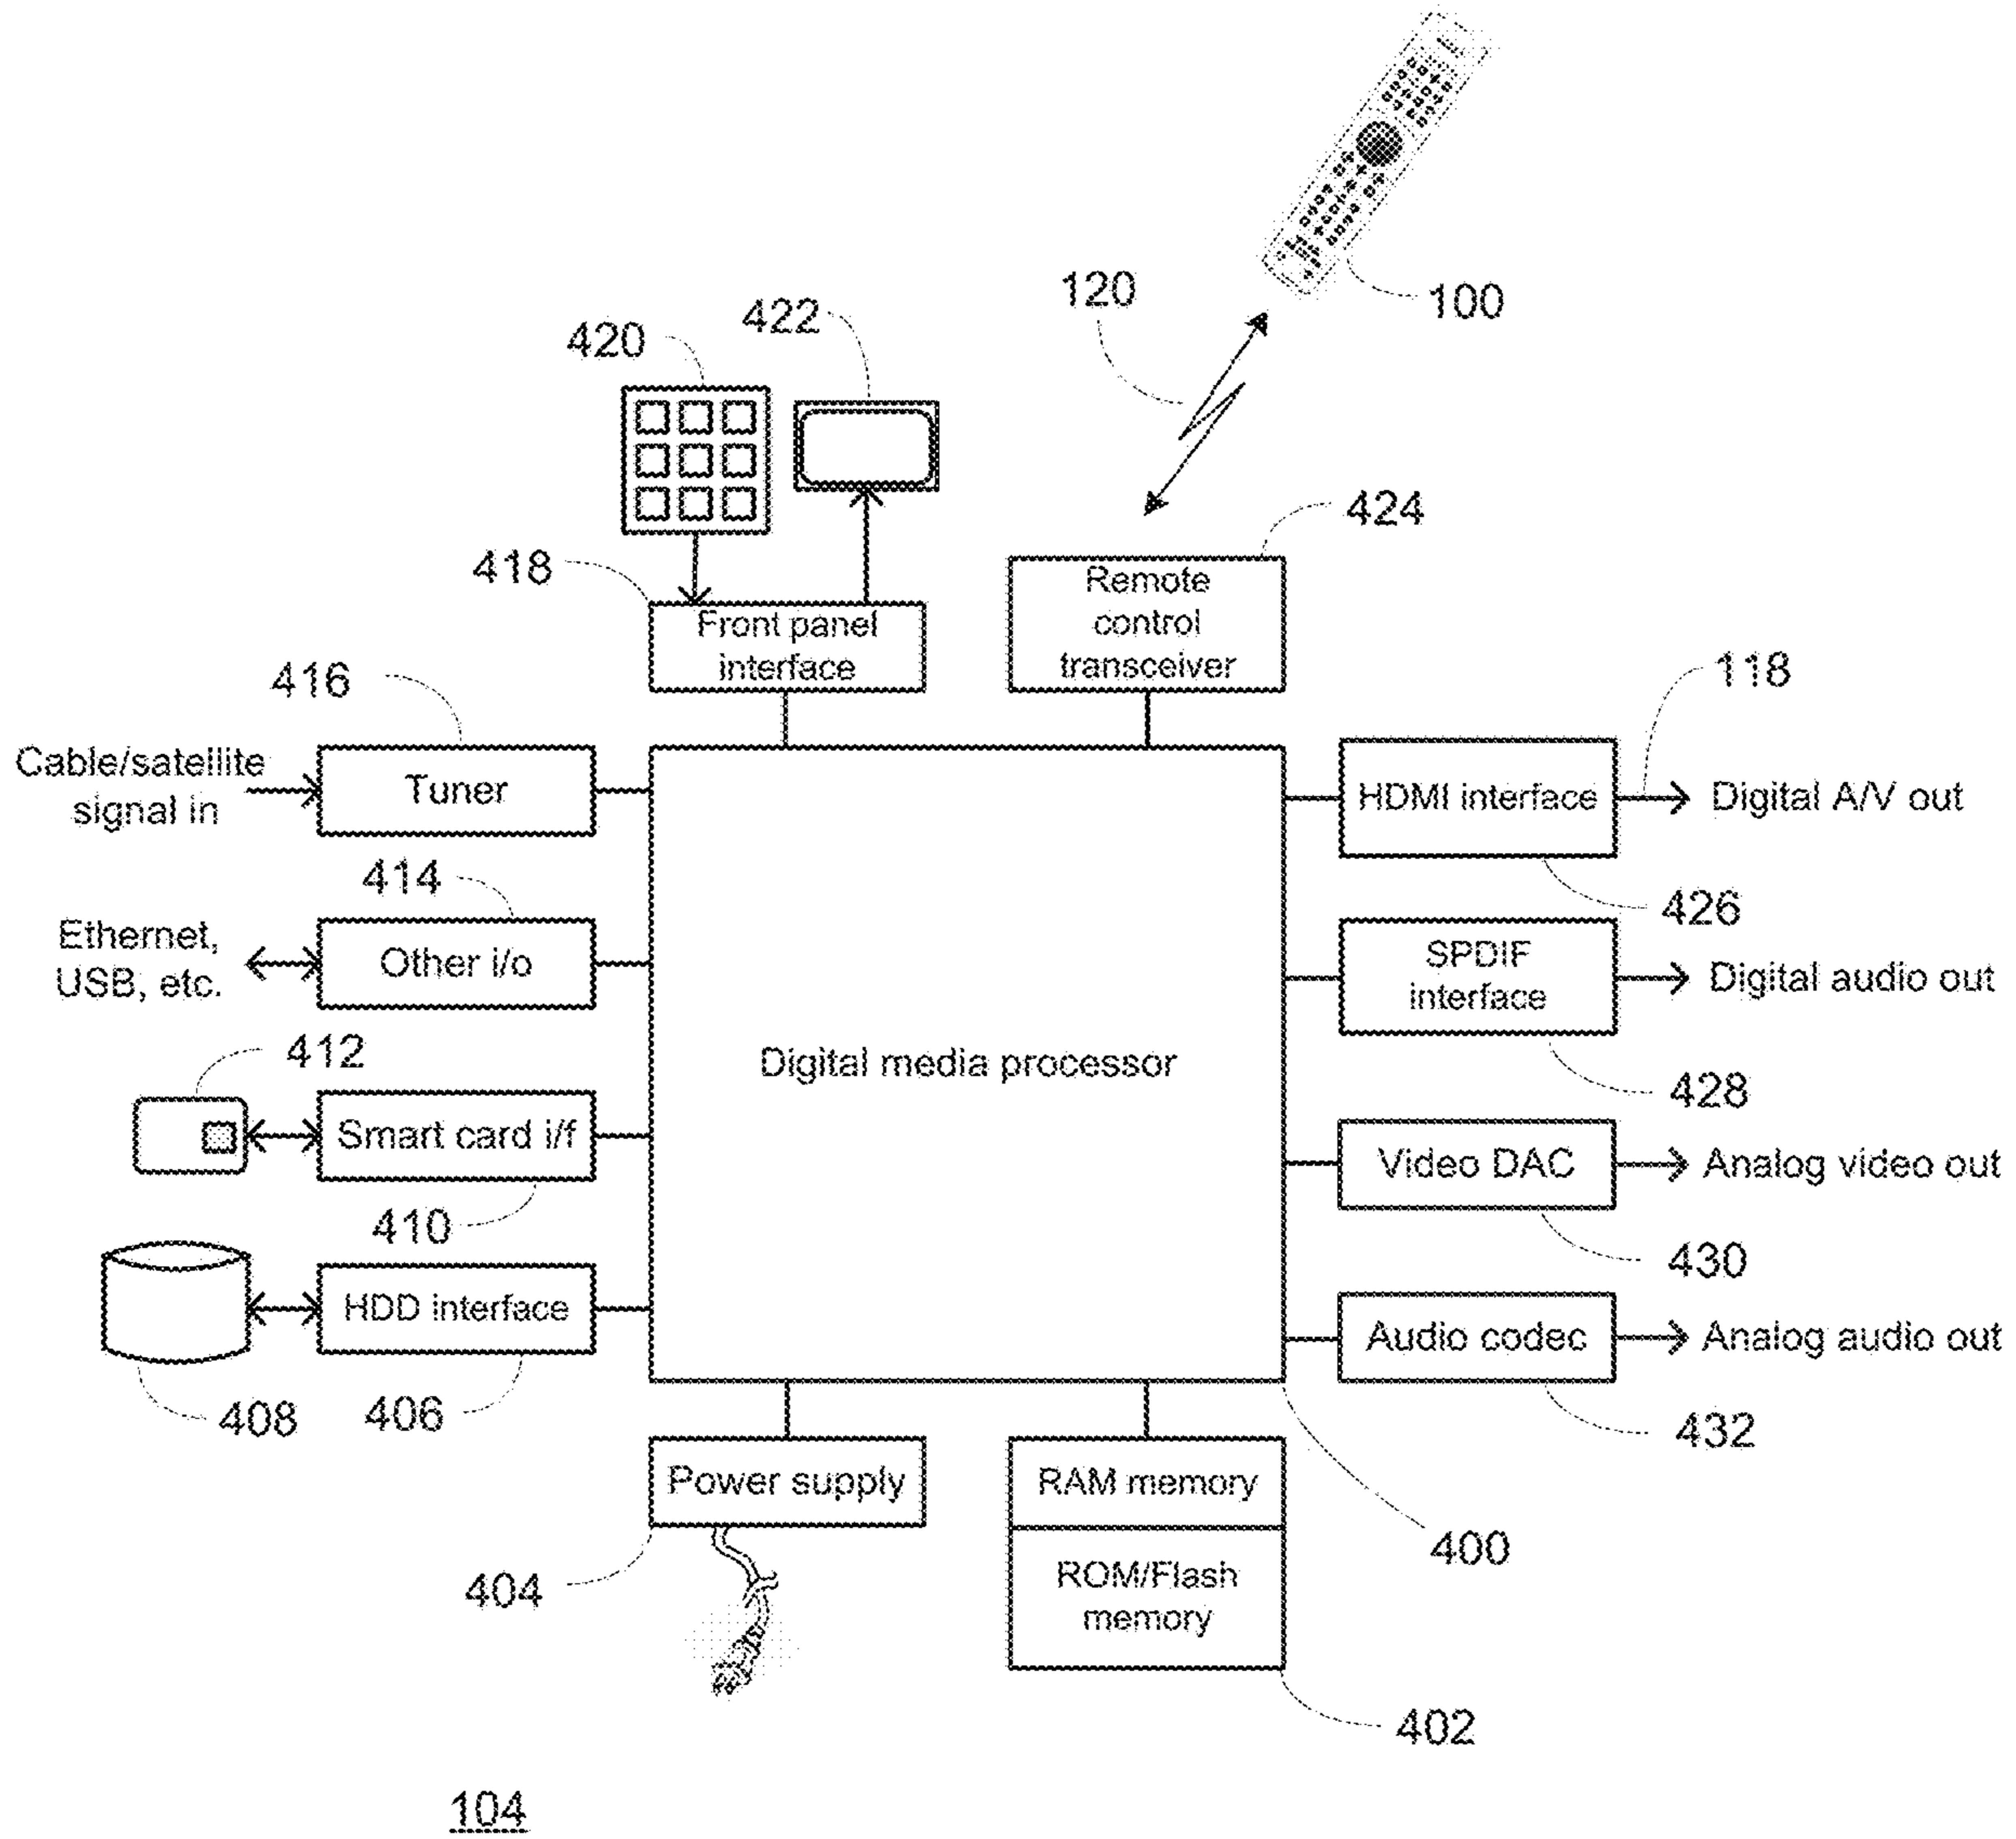 100
120
422
420
424
418
Remote
control
transceiver
Front panel
interface
118
416
Cable/satellite
signal in
Tuner
HDMI interface
Digital A/V out
414
426
Ethernet,
USB, etc.
Other i/o
SPDIF
interface
Digital audio out
Digital media processor
412
428
Smart card i/f
Video DAC
Analog video out
410
430
HDD interface
Audio codec
Analog audio out
408
406
432
Power supply
RAM memory
400
404
ROM/Flash
memory
402
104